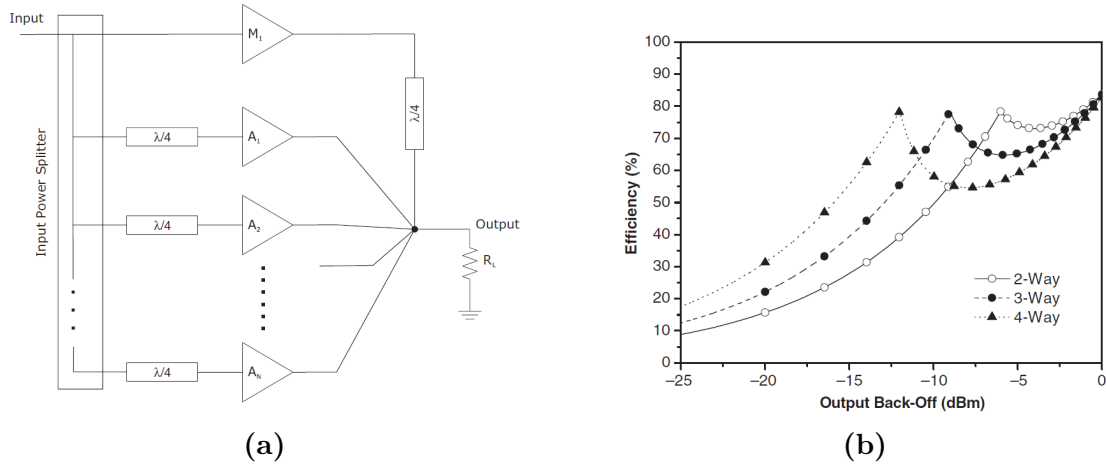 Input
Input Power Splitter
M1
λ/4
λ/4
A1
λ/4
A2
Output
RL
λ/4
AN
(a)
100
90
80
70
60
50
40
30
20
10
0
Efficiency (%)
2-Way
3-Way
4-Way
−25
−20
−15
−10
−5
0
Output Back-Off (dBm)
(b)